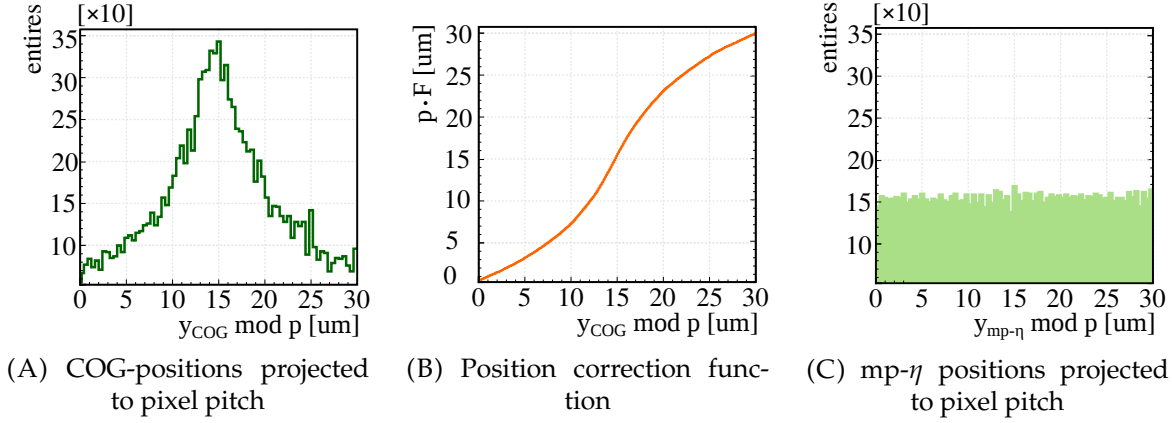 [×10]
entires
35
30
25
20
15
10
0 5 10 15 20 25 30
y_COG mod p [um]
(A) COG-positions projected
to pixel pitch
p·F [um]
30
25
20
15
10
5
0
0 5 10 15 20 25 30
y_COG mod p [um]
(B) Position correction func-
tion
[×10]
entires
35
30
25
20
15
10
0 5 10 15 20 25 30
y_mp-η mod p [um]
(C) mp-η positions projected
to pixel pitch